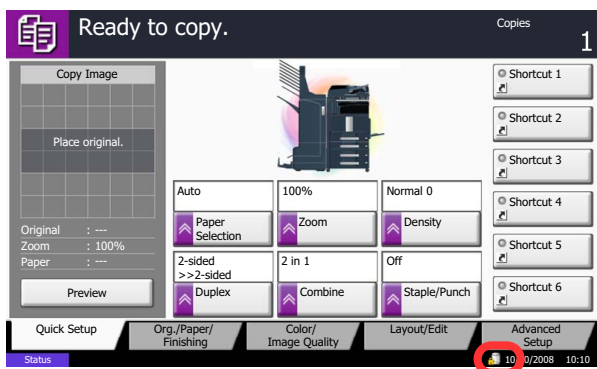 Ready to copy.
Copies
1
Copy Image
Place original.
Original : ---
Zoom : 100%
Paper : ---
Preview
Auto
100%
Normal 0
Paper
Selection
Zoom
Density
2-sided
>>2-sided
2 in 1
Off
Duplex
Combine
Staple/Punch
Shortcut 1
Shortcut 2
Shortcut 3
Shortcut 4
Shortcut 5
Shortcut 6
Quick Setup
Org./Paper/
Finishing
Color/
Image Quality
Layout/Edit
Advanced
Setup
Status
10:10